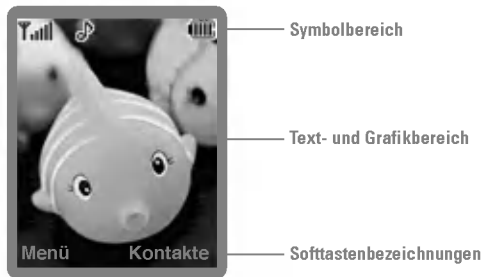 Symbolbereich
Text- und Grafikbereich
Menü Kontakte
Softtastenbezeichnungen